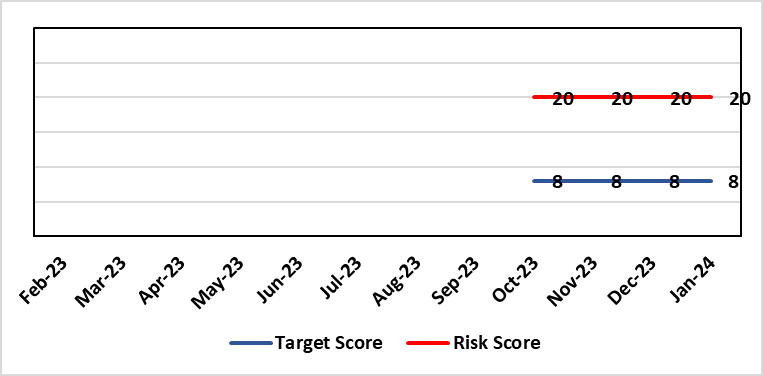 20 20 20 20
8 8 8 8
Feb-23 Mar-23 Apr-23 May-23 Jun-23 Jul-23 Aug-23 Sep-23 Oct-23 Nov-23 Dec-23 Jan-24
Target Score Risk Score